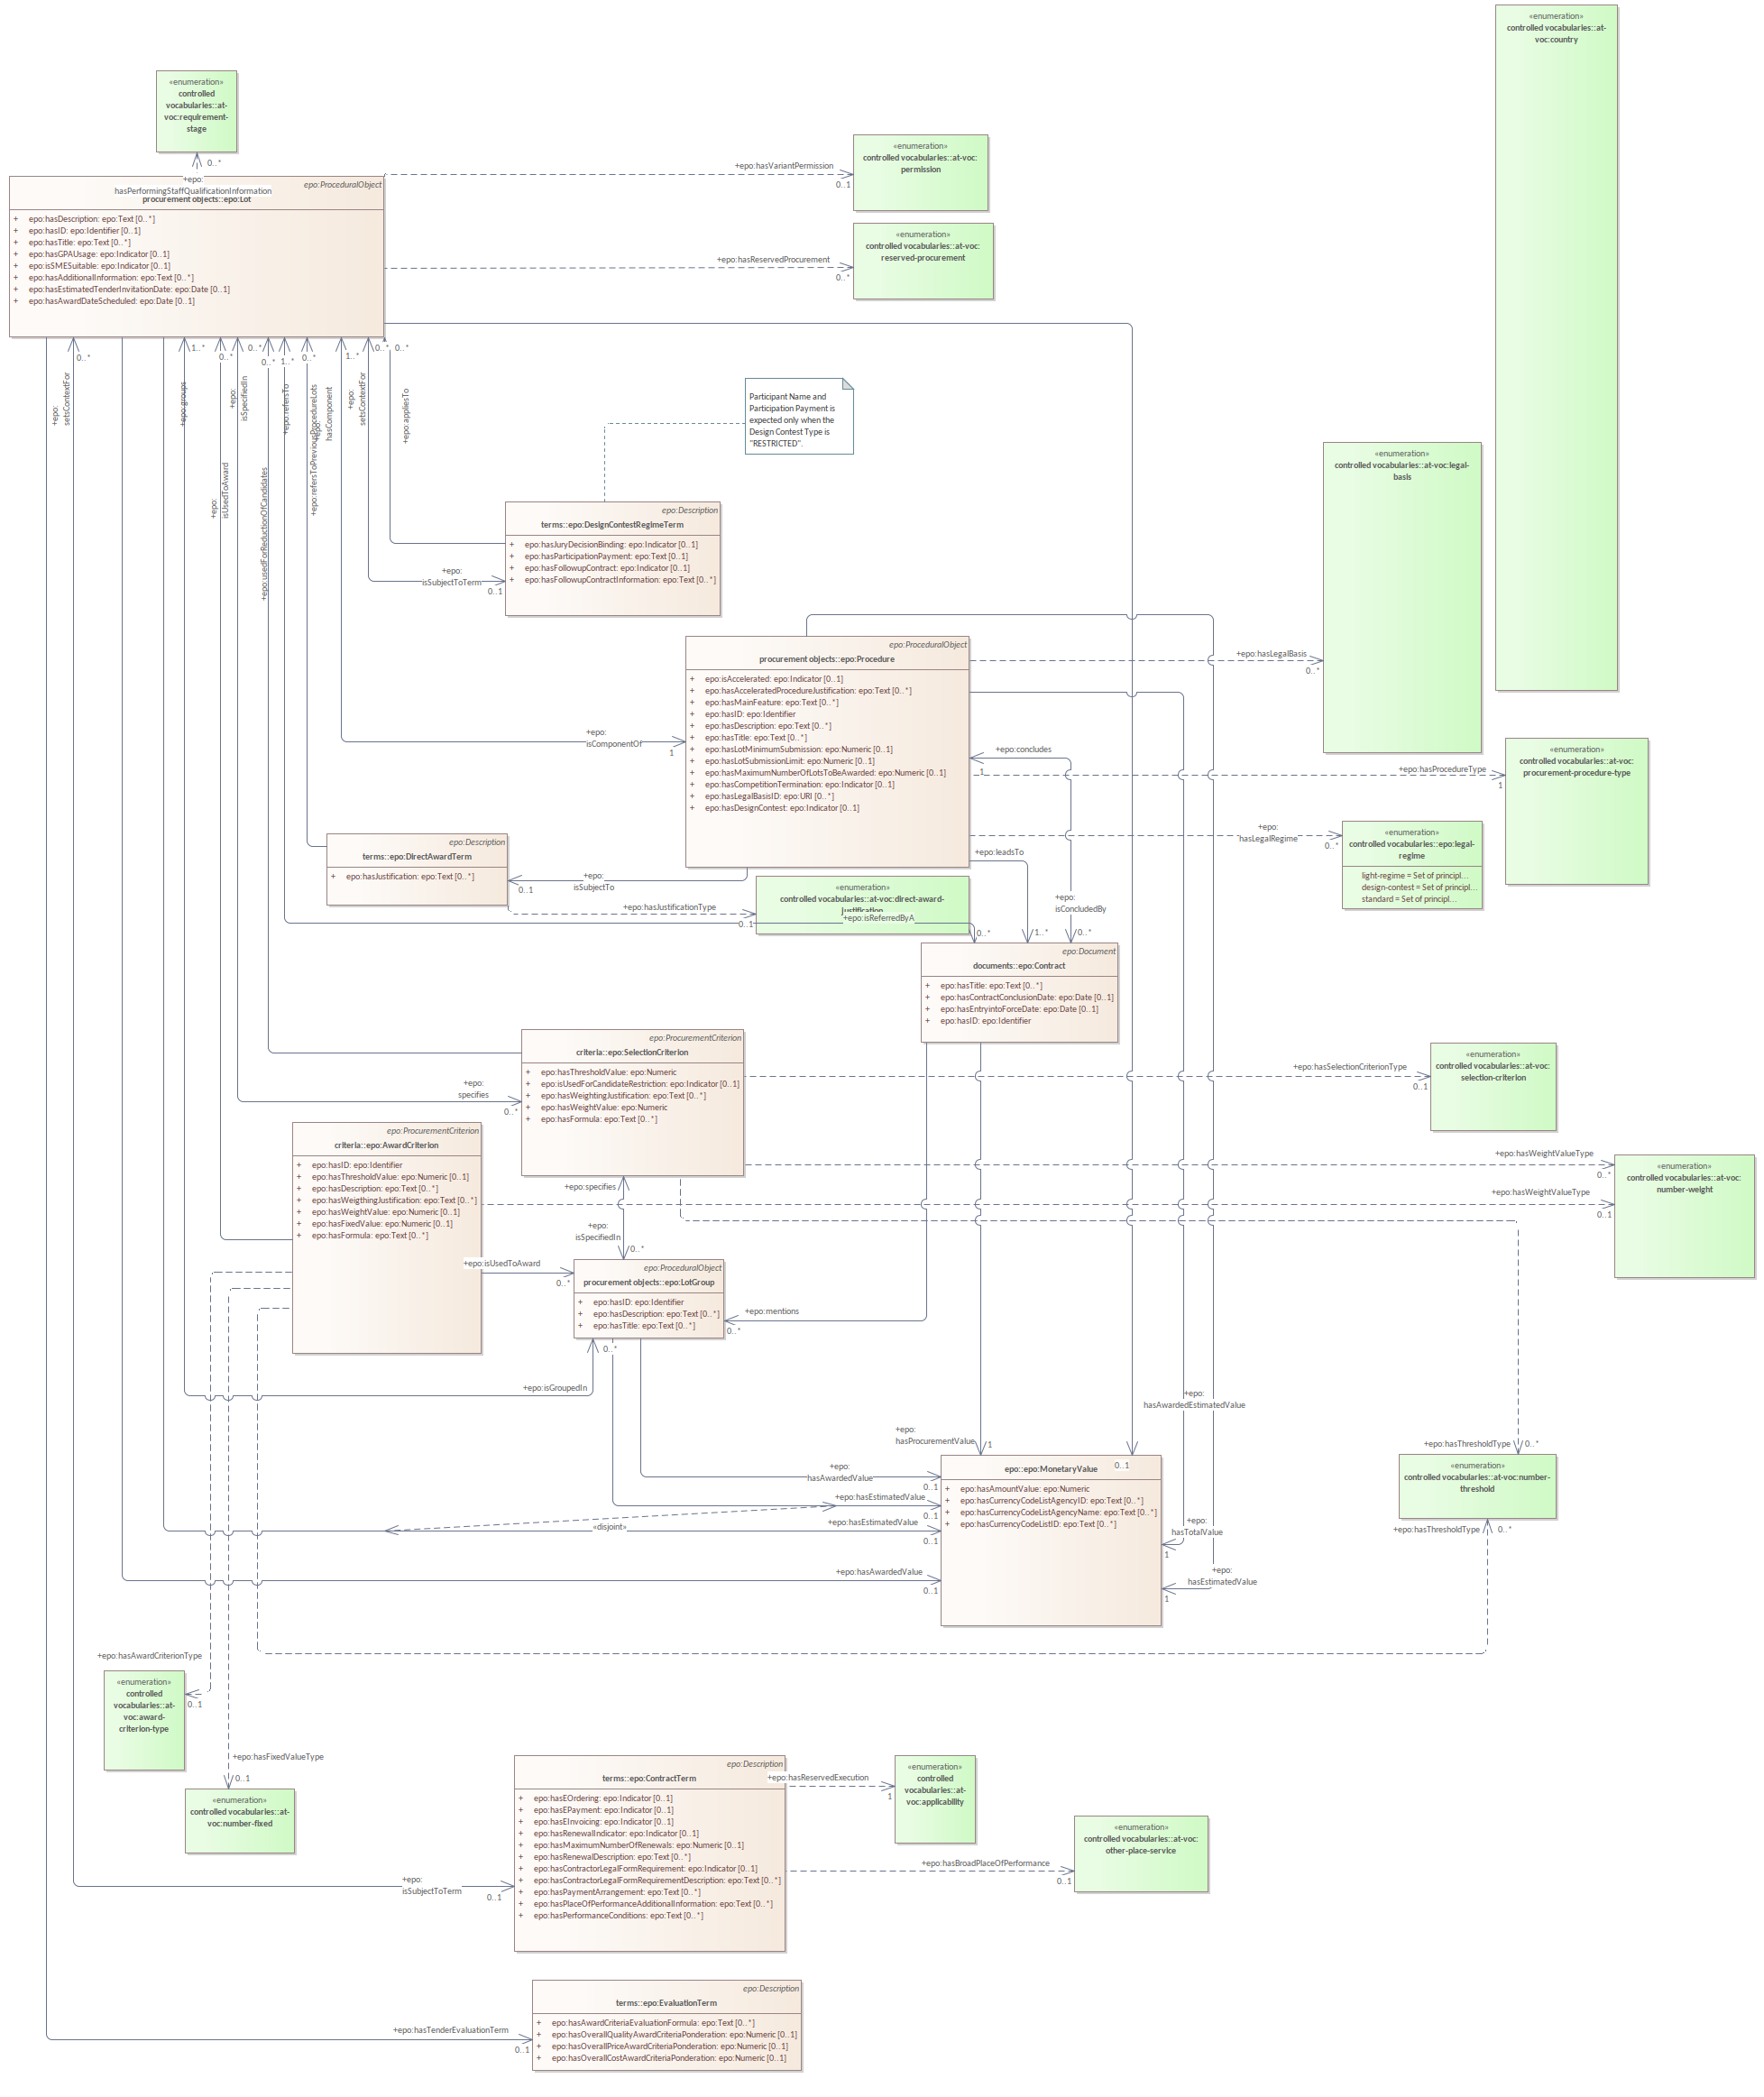 «enumeration»
controlled vocabularies::at-
voc:country
«enumeration»
controlled
vocabularies::at-
voc:requirement-
stage
0..*
+epo:
hasPerformingStaffQualificationInformation
epo:ProceduralObject
procurement objects::epo:Lot
+ epo:hasDescription: epo:Text [0..*]
+ epo:hasID: epo:Identifier [0..1]
+ epo:hasTitle: epo:Text [0..*]
+ epo:hasGPAUsage: epo:Indicator [0..1]
+ epo:isSMESuitable: epo:Indicator [0..1]
+ epo:hasAdditionalInformation: epo:Text [0..*]
+ epo:hasEstimatedTenderInvitationDate: epo:Date [0..1]
+ epo:hasAwardDateScheduled: epo:Date [0..1]
+epo:hasVariantPermission
0..1
«enumeration»
controlled vocabularies::at-voc:
permission
+epo:hasReservedProcurement
0..*
«enumeration»
controlled vocabularies::at-voc:
reserved-procurement
0..*
1..*
0..*
0..*
0..*
1..*
0..*
1..*
0..*
0..*
+epo:
setsContextFor
+epo:groups
+epo:
isUsedToAward
+epo:
isSpecifiedIn
+epo:usedForReductionOfCandidates
+epo:refersTo
+epo:refersToPreviousProcedureLots
+epo:
hasComponent
+epo:
setsContextFor
+epo:appliesTo
Participant Name and
Participation Payment is
expected only when the
Design Contest Type is
"RESTRICTED".
epo:Description
terms::epo:DesignContestRegimeTerm
+ epo:hasJuryDecisionBinding: epo:Indicator [0..1]
+ epo:hasParticipationPayment: epo:Text [0..1]
+ epo:hasFollowupContract: epo:Indicator [0..1]
+ epo:hasFollowupContractInformation: epo:Text [0..*]
+epo:
isSubjectToTerm
0..1
«enumeration»
controlled vocabularies::at-voc:legal-
basis
epo:ProceduralObject
procurement objects::epo:Procedure
+ epo:isAccelerated: epo:Indicator [0..1]
+ epo:hasAcceleratedProcedureJustification: epo:Text [0..*]
+ epo:hasMainFeature: epo:Text [0..*]
+ epo:hasID: epo:Identifier
+ epo:hasDescription: epo:Text [0..*]
+ epo:hasTitle: epo:Text [0..*]
+ epo:hasLotMinimumSubmission: epo:Numeric [0..1]
+ epo:hasLotSubmissionLimit: epo:Numeric [0..1]
+ epo:hasMaximumNumberOfLotsToBeAwarded: epo:Numeric [0..1]
+ epo:hasCompetitionTermination: epo:Indicator [0..1]
+ epo:hasLegalBasisID: epo:URI [0..*]
+ epo:hasDesignContest: epo:Indicator [0..1]
+epo:hasLegalBasis
0..*
+epo:
isComponentOf
1
+epo:concludes
1
+epo:hasProcedureType
1
«enumeration»
controlled vocabularies::at-voc:
procurement-procedure-type
+epo:
hasLegalRegime
0..*
«enumeration»
controlled vocabularies::epo:legal-
regime
light-regime = Set of principl...
design-contest = Set of principl...
standard = Set of principl...
+epo:leadsTo
1..*
+epo:
isConcludedBy
0..*
epo:Description
terms::epo:DirectAwardTerm
+ epo:hasJustification: epo:Text [0..*]
+epo:
isSubjectTo
0..1
+epo:hasJustificationType
0..1
«enumeration»
controlled vocabularies::at-voc:direct-award-
justification
+epo:isReferredByA
0..*
epo:Document
documents::epo:Contract
+ epo:hasTitle: epo:Text [0..*]
+ epo:hasContractConclusionDate: epo:Date [0..1]
+ epo:hasEntryintoForceDate: epo:Date [0..1]
+ epo:hasID: epo:Identifier
epo:ProcurementCriterion
criteria::epo:SelectionCriterion
+ epo:hasThresholdValue: epo:Numeric
+ epo:isUsedForCandidateRestriction: epo:Indicator [0..1]
+ epo:hasWeightingJustification: epo:Text [0..*]
+ epo:hasWeightValue: epo:Numeric
+ epo:hasFormula: epo:Text [0..*]
+epo:
specifies
0..*
+epo:hasSelectionCriterionType
0..1
«enumeration»
controlled vocabularies::at-voc:
selection-criterion
epo:ProcurementCriterion
criteria::epo:AwardCriterion
+ epo:hasID: epo:Identifier
+ epo:hasThresholdValue: epo:Numeric [0..1]
+ epo:hasDescription: epo:Text [0..*]
+ epo:hasWeigthingJustification: epo:Text [0..*]
+ epo:hasWeightValue: epo:Numeric [0..1]
+ epo:hasFixedValue: epo:Numeric [0..1]
+ epo:hasFormula: epo:Text [0..*]
+epo:hasWeightValueType
0..*
+epo:hasWeightValueType
0..1
«enumeration»
controlled vocabularies::at-voc:
number-weight
+epo:specifies
+epo:
isSpecifiedIn
0..*
+epo:isUsedToAward
0..*
epo:ProceduralObject
procurement objects::epo:LotGroup
+ epo:hasID: epo:Identifier
+ epo:hasDescription: epo:Text [0..*]
+ epo:hasTitle: epo:Text [0..*]
+epo:mentions
0..*
0..*
+epo:isGroupedIn
+epo:
hasAwardedEstimatedValue
+epo:
hasProcurementValue
1
+epo:hasThresholdType
0..*
«enumeration»
controlled vocabularies::at-voc:number-
threshold
+epo:hasThresholdType
0..*
epo::epo:MonetaryValue
0..1
+ epo:hasAmountValue: epo:Numeric
+ epo:hasCurrencyCodeListAgencyID: epo:Text [0..*]
+ epo:hasCurrencyCodeListAgencyName: epo:Text [0..*]
+ epo:hasCurrencyCodeListID: epo:Text [0..*]
+epo:
hasAwardedValue
0..1
+epo:hasEstimatedValue
0..1
«disjoint»
+epo:hasEstimatedValue
0..1
+epo:
hasTotalValue
1
+epo:hasAwardedValue
0..1
+epo:
hasEstimatedValue
1
+epo:hasAwardCriterionType
0..1
«enumeration»
controlled
vocabularies::at-
voc:award-
criterion-type
+epo:hasFixedValueType
0..1
«enumeration»
controlled vocabularies::at-
voc:number-fixed
epo:Description
terms::epo:ContractTerm
+ epo:hasEOrdering: epo:Indicator [0..1]
+ epo:hasEPayment: epo:Indicator [0..1]
+ epo:hasEInvoicing: epo:Indicator [0..1]
+ epo:hasRenewalIndicator: epo:Indicator [0..1]
+ epo:hasMaximumNumberOfRenewals: epo:Numeric [0..1]
+ epo:hasRenewalDescription: epo:Text [0..*]
+ epo:hasContractorLegalFormRequirement: epo:Indicator [0..1]
+ epo:hasContractorLegalFormRequirementDescription: epo:Text [0..*]
+ epo:hasPaymentArrangement: epo:Text [0..*]
+ epo:hasPlaceOfPerformanceAdditionalInformation: epo:Text [0..*]
+ epo:hasPerformanceConditions: epo:Text [0..*]
+epo:hasReservedExecution
1
«enumeration»
controlled
vocabularies::at-
voc:applicability
+epo:hasBroadPlaceOfPerformance
0..1
«enumeration»
controlled vocabularies::at-voc:
other-place-service
+epo:
isSubjectToTerm
0..1
epo:Description
terms::epo:EvaluationTerm
+ epo:hasAwardCriteriaEvaluationFormula: epo:Text [0..*]
+ epo:hasOverallQualityAwardCriteriaPonderation: epo:Numeric [0..1]
+ epo:hasOverallPriceAwardCriteriaPonderation: epo:Numeric [0..1]
+ epo:hasOverallCostAwardCriteriaPonderation: epo:Numeric [0..1]
+epo:hasTenderEvaluationTerm
0..1